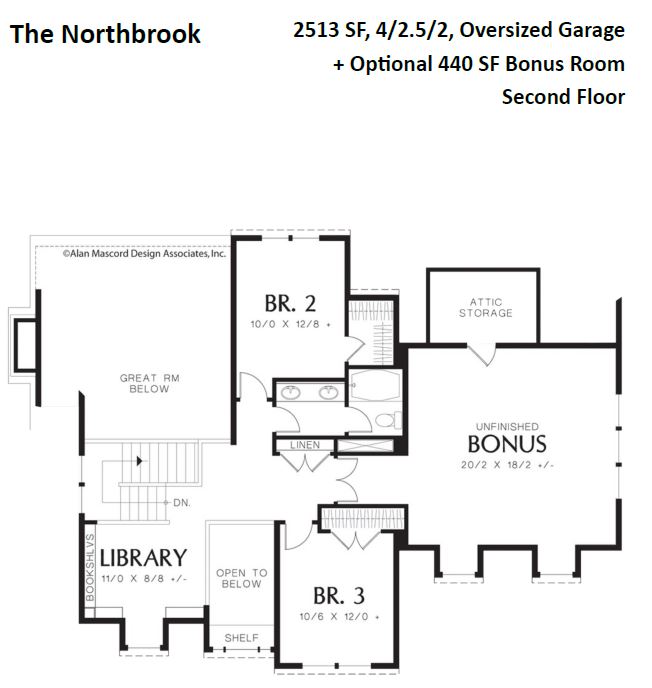 The Northbrook
2513 SF, 4/2.5/2, Oversized Garage
+ Optional 440 SF Bonus Room
Second Floor
©Alan Mascord Design Associates, Inc.
BR. 2
10/0 X 12/8 +
ATTIC
STORAGE
GREAT RM
BELOW
UNFINISHED
BONUS
20/2 X 18/2 +/-
LINEN
DN.
BOOKSHLVS
LIBRARY
11/0 X 8/8 +/-
OPEN TO
BELOW
BR. 3
10/6 X 12/0 +
SHELF